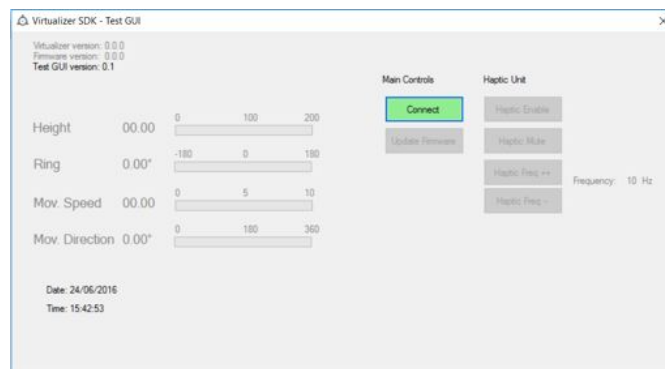 Virtualizer SDK - Test GUI
Virtualizer version: 0.0.0
Firmware version: 0.0.0
Test GUI version: 0.1
Main Controls Haptic Unit
Connect Haptic Enable
Update Firmware Haptic Mute
Haptic Freq ++
Haptic Freq --
Frequency: 10 Hz
Height 00.00 0 100 200
Ring 0.00° -180 0 180
Mov. Speed 00.00 0 5 10
Mov. Direction 0.00° 0 180 360
Date: 24/06/2016
Time: 15:42:53